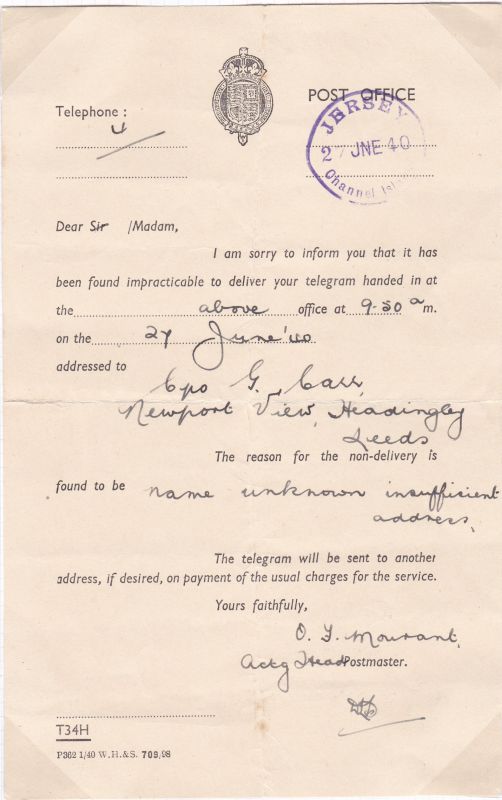 POST OFFICE
Telephone :
4
JERSEY
27 JNE 40
Channel Isl
Dear Sir /Madam,
I am sorry to inform you that it has
been found impracticable to deliver your telegram handed in at
the above office at 9-50 a m.
on the 27 June '40
addressed to
Cpo G. Carr,
Newport View, Headingley
Leeds
The reason for the non-delivery is
found to be name unknown insuffisient
address.
The telegram will be sent to another
address, if desired, on payment of the usual charges for the service.
Yours faithfully,
O. J. Mourant.
Actg Head Postmaster.
T34H
P362 1/40 W.H.&S. 709,98